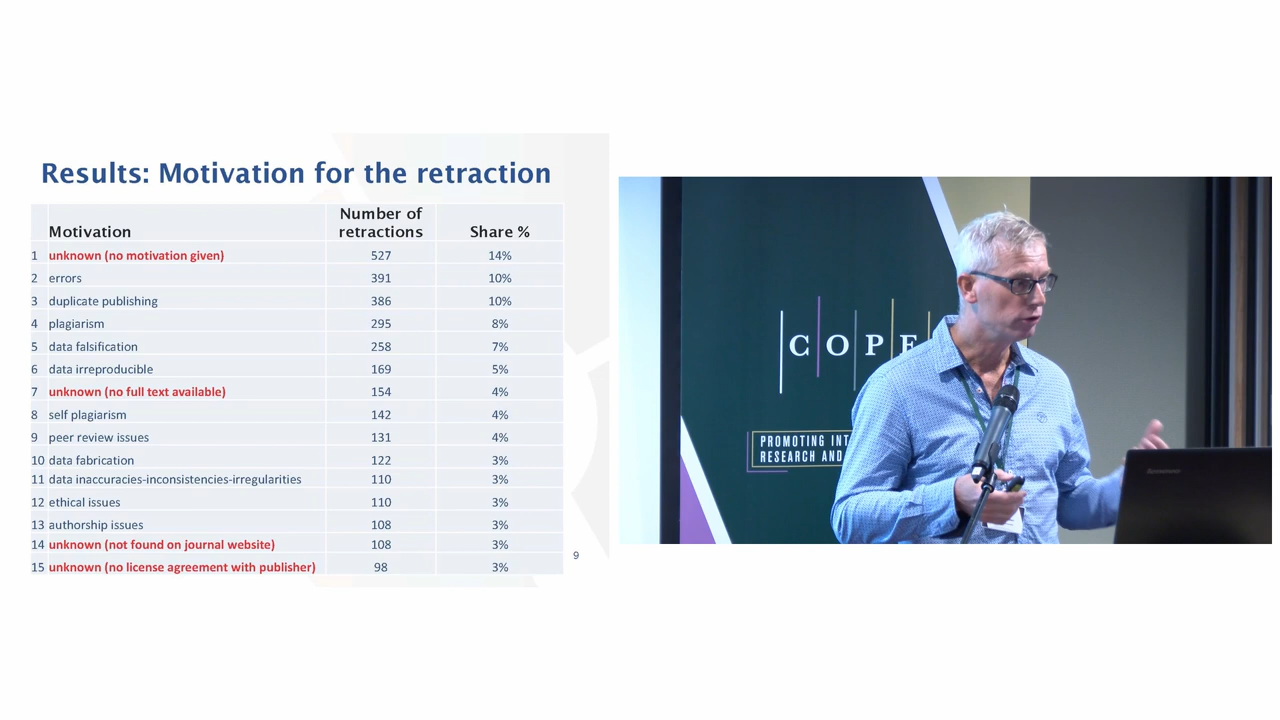 Results: Motivation for the retraction
Motivation Number of retractions Share %
1 unknown (no motivation given) 527 14%
2 errors 391 10%
3 duplicate publishing 386 10%
4 plagiarism 295 8%
5 data falsification 258 7%
6 data irreproducible 169 5%
7 unknown (no full text available) 154 4%
8 self plagiarism 142 4%
9 peer review issues 131 4%
10 data fabrication 122 3%
11 data inaccuracies-inconsistencies-irregularities 110 3%
12 ethical issues 110 3%
13 authorship issues 108 3%
14 unknown (not found on journal website) 108 3%
15 unknown (no license agreement with publisher) 98 3%
9
COPE
PROMOTING INT
RESEARCH AND
lenovo